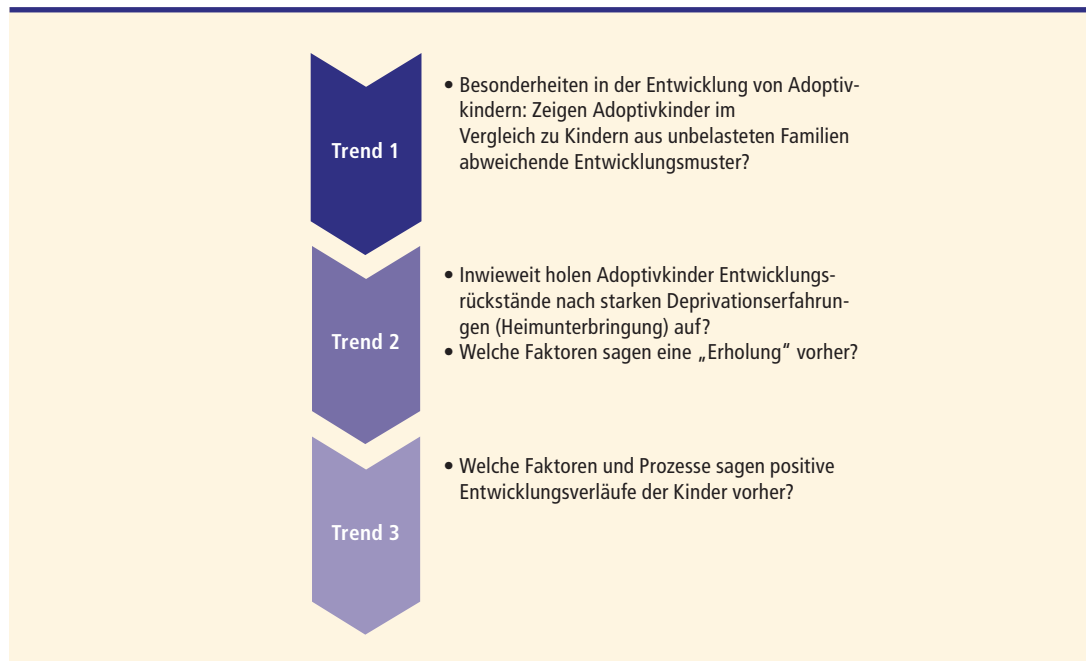 Trend 1
• Besonderheiten in der Entwicklung von Adoptiv-
kindern: Zeigen Adoptivkinder im
Vergleich zu Kindern aus unbelasteten Familien
abweichende Entwicklungsmuster?
Trend 2
• Inwieweit holen Adoptivkinder Entwicklungs-
rückstände nach starken Deprivationserfahrun-
gen (Heimunterbringung) auf?
• Welche Faktoren sagen eine „Erholung“ vorher?
Trend 3
• Welche Faktoren und Prozesse sagen positive
Entwicklungsverläufe der Kinder vorher?